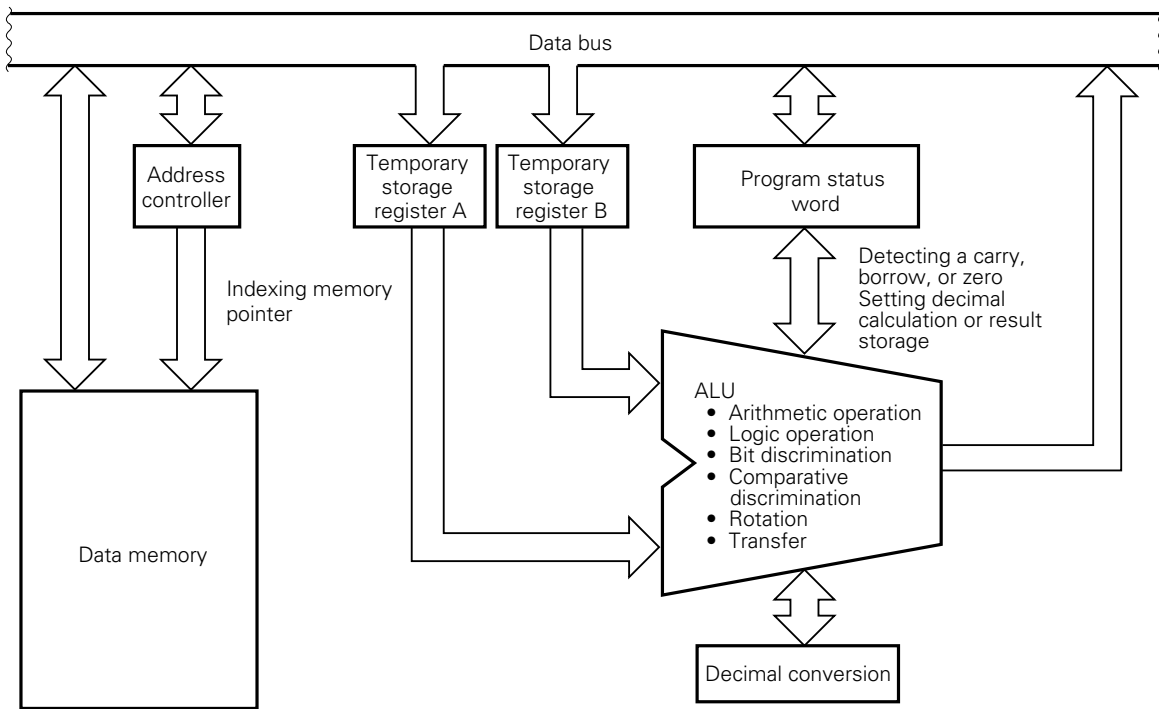 Data bus
Address
controller
Temporary
storage
register A
Temporary
storage
register B
Program status
word
Indexing memory
pointer
Detecting a carry,
borrow, or zero
Setting decimal
calculation or result
storage
ALU
• Arithmetic operation
• Logic operation
• Bit discrimination
• Comparative
discrimination
• Rotation
• Transfer
Data memory
Decimal conversion